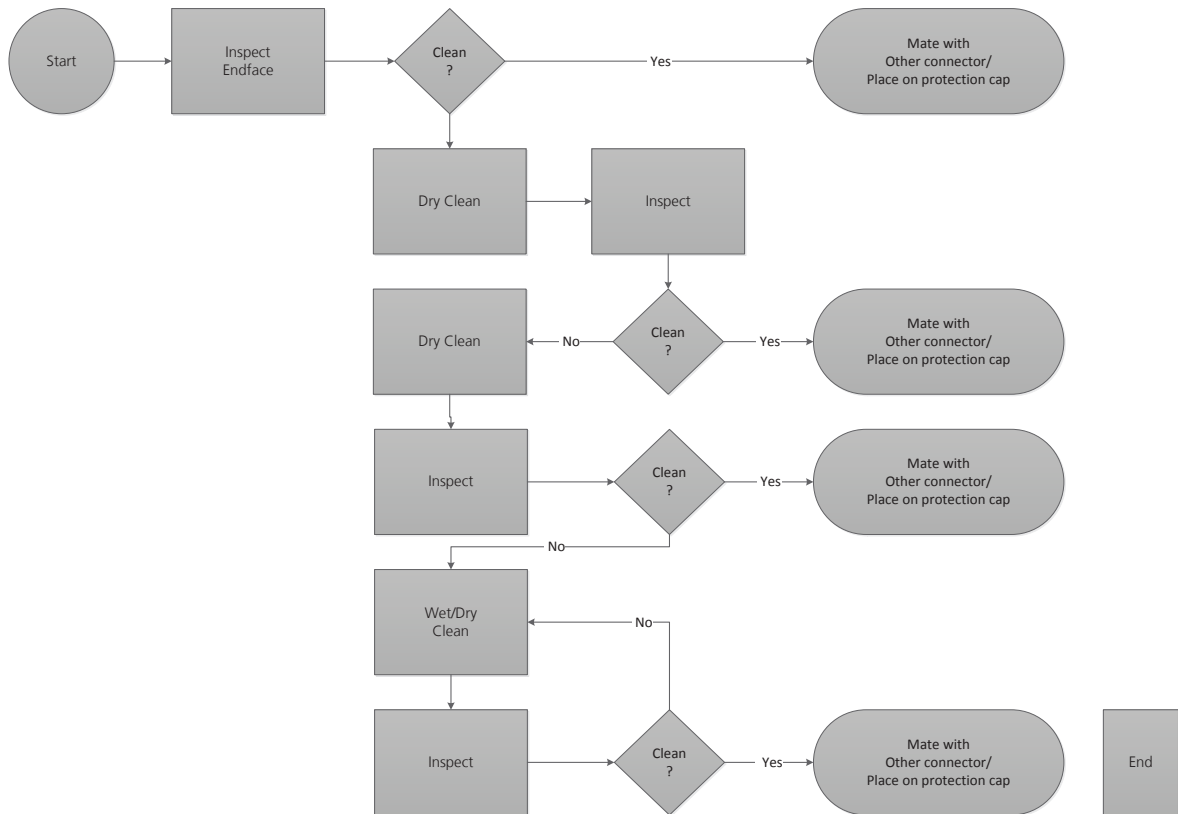 Start
Inspect
Endface
Clean
?
Yes
Mate with
Other connector/
Place on protection cap
Dry Clean
Inspect
Dry Clean
No
Clean
?
Yes
Mate with
Other connector/
Place on protection cap
Inspect
Clean
?
Yes
Mate with
Other connector/
Place on protection cap
No
Wet/Dry
Clean
No
Inspect
Clean
?
Yes
Mate with
Other connector/
Place on protection cap
End